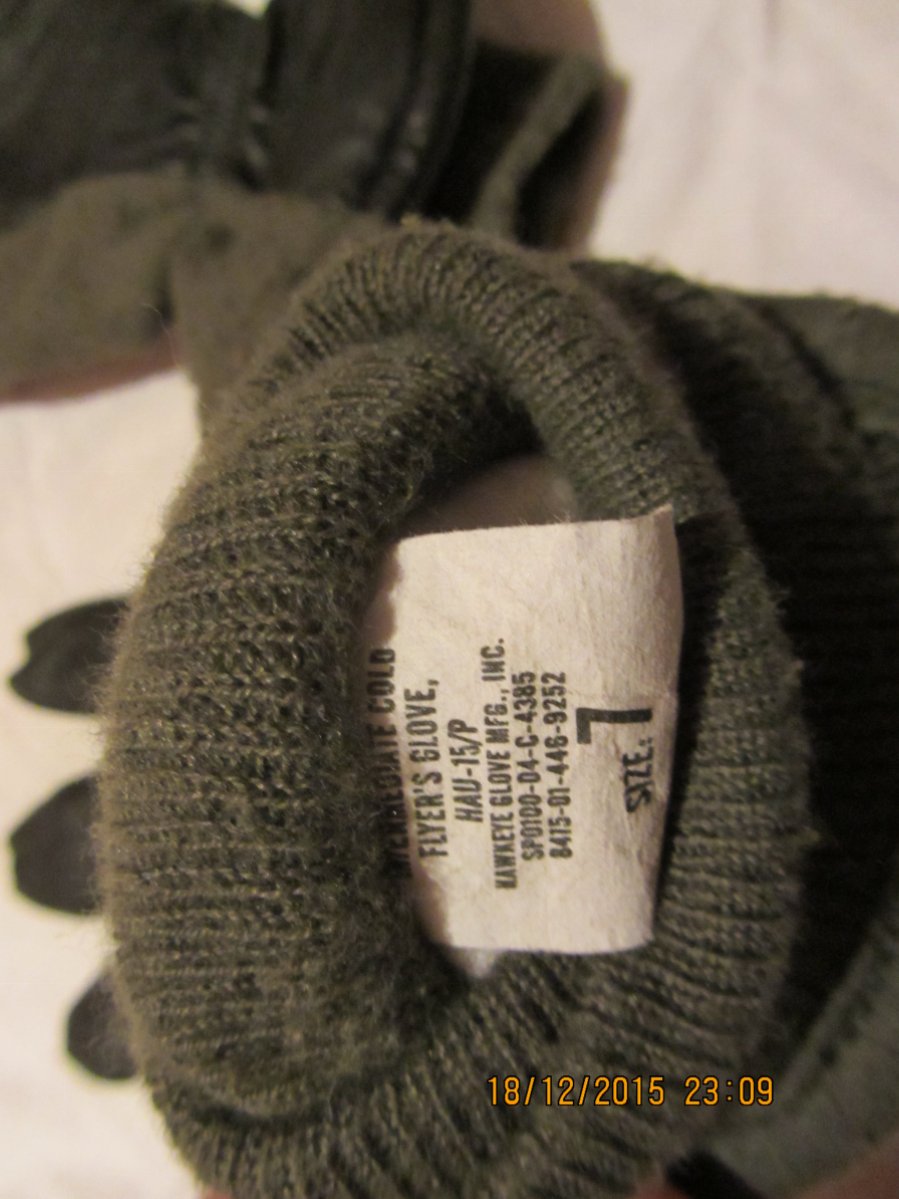 COLD
FLYER'S GLOVE,
HAU-15/P
HAWKEYE GLOVE MFG., INC.
SP0100-04-C-4385
8415-01-446-9252
SIZE: 7
18/12/2015 23:09